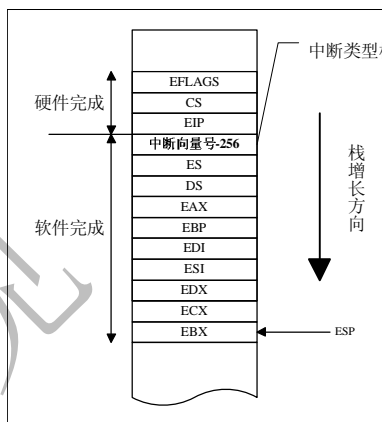 中断类型
EFLAGS
硬件完成
CS
EIP
中断向量号-256
ES
DS
EAX
软件完成
EBP
EDI
ESI
EDX
ECX
EBX
ESP
栈增长方向